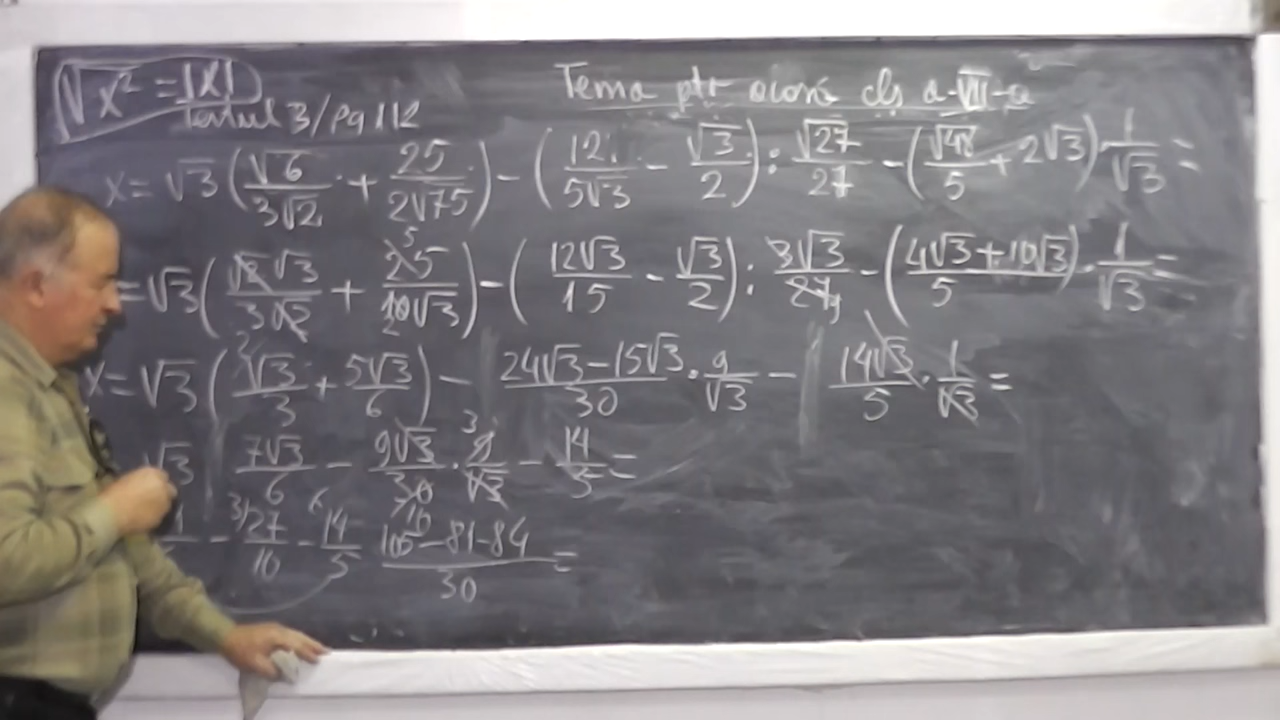 √x² = |x|
Tema ptr acasă cls a-VII-a
Testul 3/pg 112
x = √3 (√6/3√2 + 25/2√75) - (12/5√3 - √3/2) : √27/27 - (√48/5 + 2√3) · 1/√3 =
= √3 (√2 √3/3√2 + 25/10√3) - (12√3/15 - √3/2) : 3√3/27 - (4√3 + 10√3/5) · 1/√3 =
x = √3 (√3/3 + 5√3/6) - 24√3 - 15√3/30 · 9/√3 - 14√3/5 · 1/√3 =
√3 7√3/6 - 9√3/30 · 9/√3 - 14/5 =
- 27/10 - 14/5 105 - 81 - 84/30 =